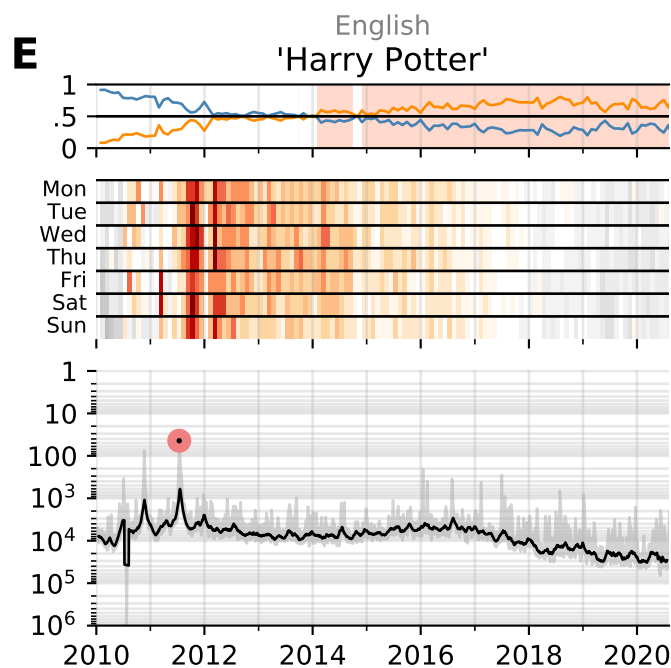 E
English
'Harry Potter'
1
.5
0
Mon
Tue
Wed
Thu
Fri
Sat
Sun
1
10
100
10³
10⁴
10⁵
10⁶
2010 2012 2014 2016 2018 2020